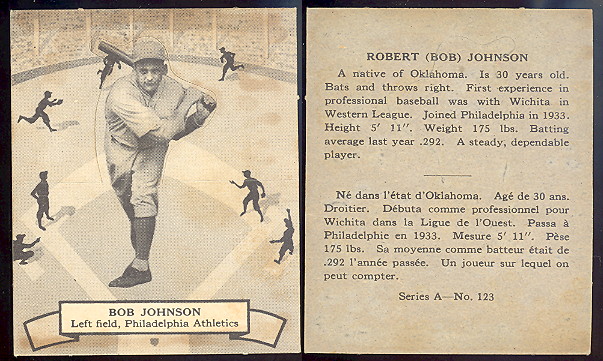 BOB JOHNSON
Left field, Philadelphia Athletics
ROBERT (BOB) JOHNSON
A native of Oklahoma. Is 30 years old.
Bats and throws right. First experience in
professional baseball was with Wichita in
Western League. Joined Philadelphia in 1933.
Height 5' 11". Weight 175 lbs. Batting
average last year .292. A steady, dependable
player.
Né dans l'état d'Oklahoma. Agé de 30 ans.
Droitier. Débuta comme professionnel pour
Wichita dans la Ligue de l'Ouest. Passa à
Philadelphie en 1933. Mesure 5' 11". Pèse
175 lbs. Sa moyenne comme batteur était de
.292 l'année passée. Un joueur sur lequel on
peut compter.
Series A—No. 123